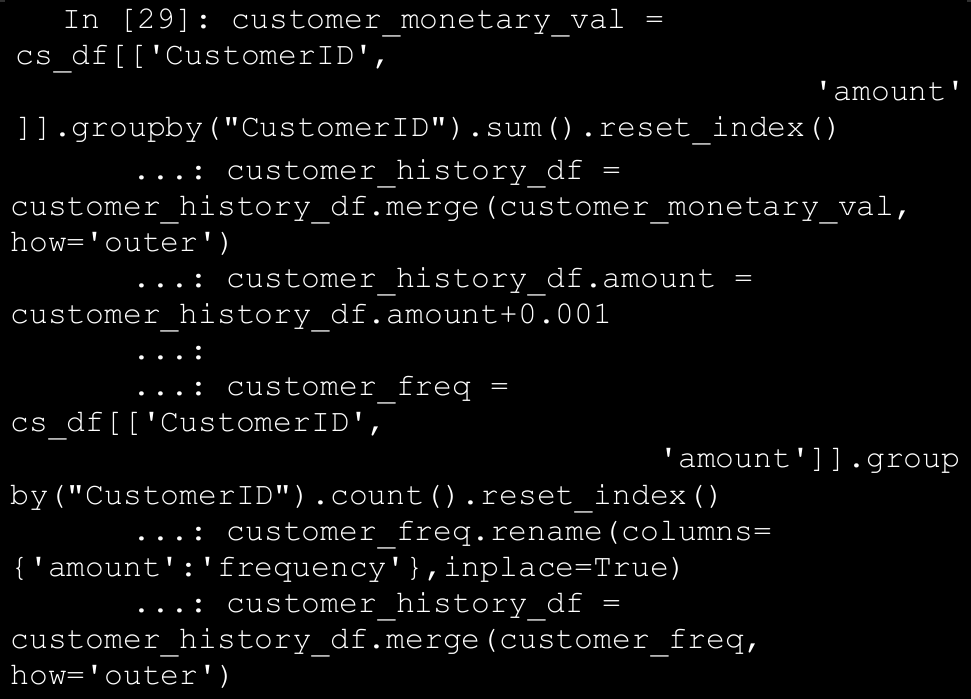 In [29]: customer_monetary_val =
cs_df[['CustomerID',
'amount'
]].groupby("CustomerID").sum().reset_index()
...: customer_history_df =
customer_history_df.merge(customer_monetary_val,
how='outer')
...: customer_history_df.amount =
customer_history_df.amount+0.001
...:
...: customer_freq =
cs_df[['CustomerID',
'amount']].group
by("CustomerID").count().reset_index()
...: customer_freq.rename(columns=
{'amount':'frequency'},inplace=True)
...: customer_history_df =
customer_history_df.merge(customer_freq,
how='outer')